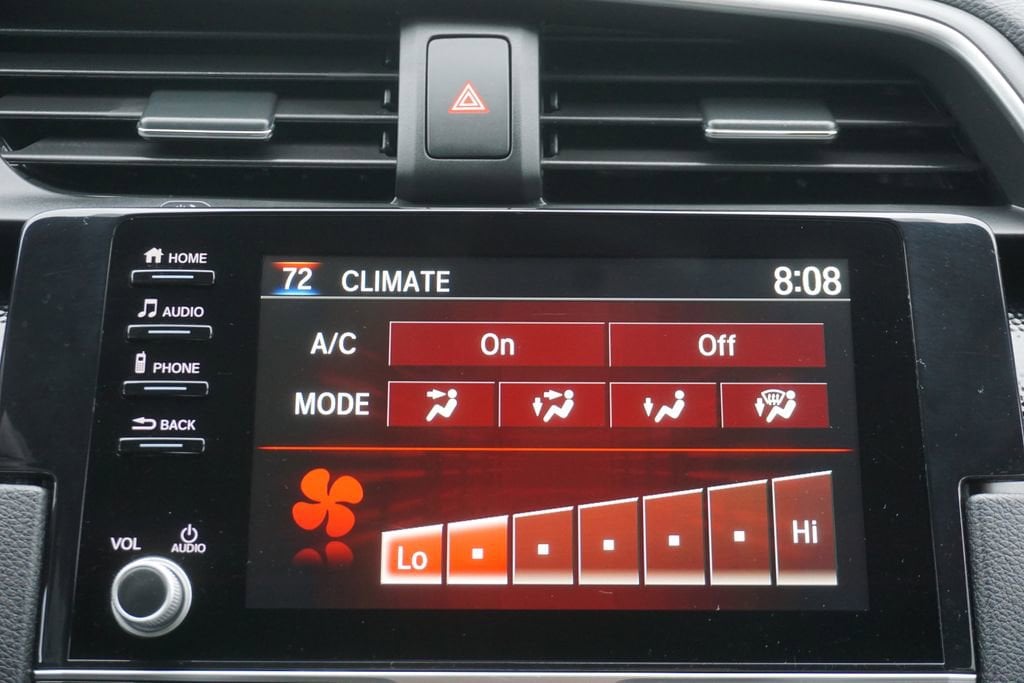 HOME
AUDIO
PHONE
BACK
VOL
AUDIO
72 CLIMATE 8:08
A/C On Off
MODE
Lo Hi